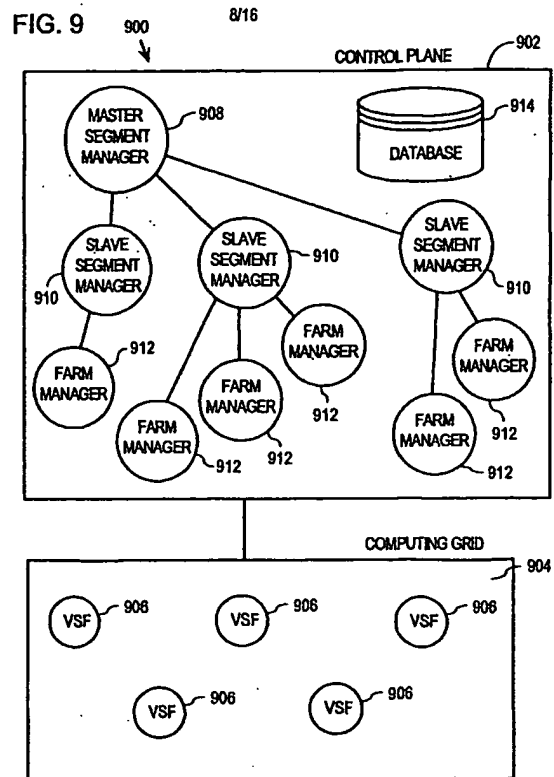 FIG. 9
900
8/16
CONTROL PLANE
902
MASTER
SEGMENT
MANAGER
908
914
DATABASE
SLAVE
SEGMENT
MANAGER
910
SLAVE
SEGMENT
MANAGER
910
SLAVE
SEGMENT
MANAGER
910
FARM
MANAGER
912
FARM
MANAGER
912
FARM
MANAGER
912
FARM
MANAGER
912
FARM
MANAGER
912
FARM
MANAGER
912
COMPUTING GRID
904
VSF
906
VSF
906
VSF
906
VSF
906
VSF
906